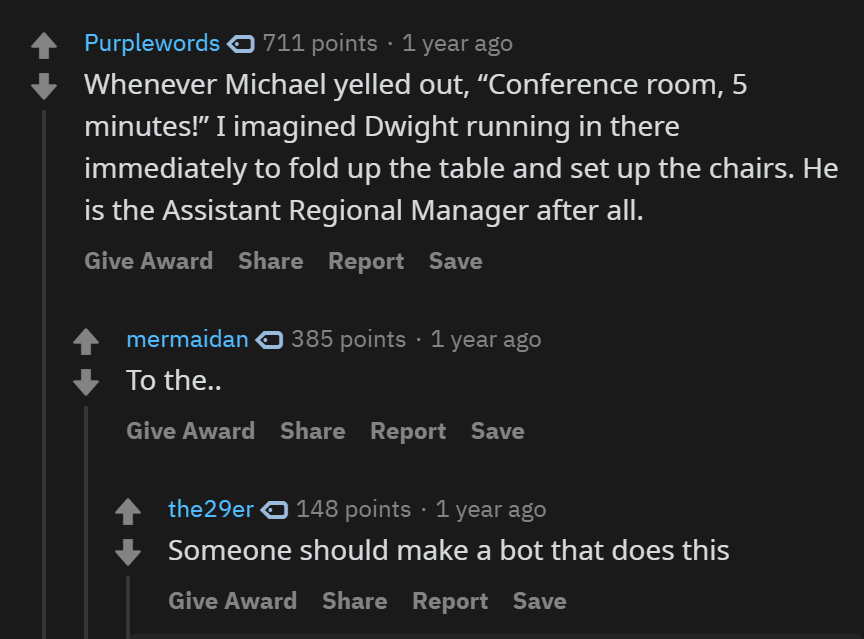 Purplewords 711 points · 1 year ago
Whenever Michael yelled out, “Conference room, 5
minutes!” I imagined Dwight running in there
immediately to fold up the table and set up the chairs. He
is the Assistant Regional Manager after all.
Give Award Share Report Save
mermaidan 385 points · 1 year ago
To the..
Give Award Share Report Save
the29er 148 points · 1 year ago
Someone should make a bot that does this
Give Award Share Report Save